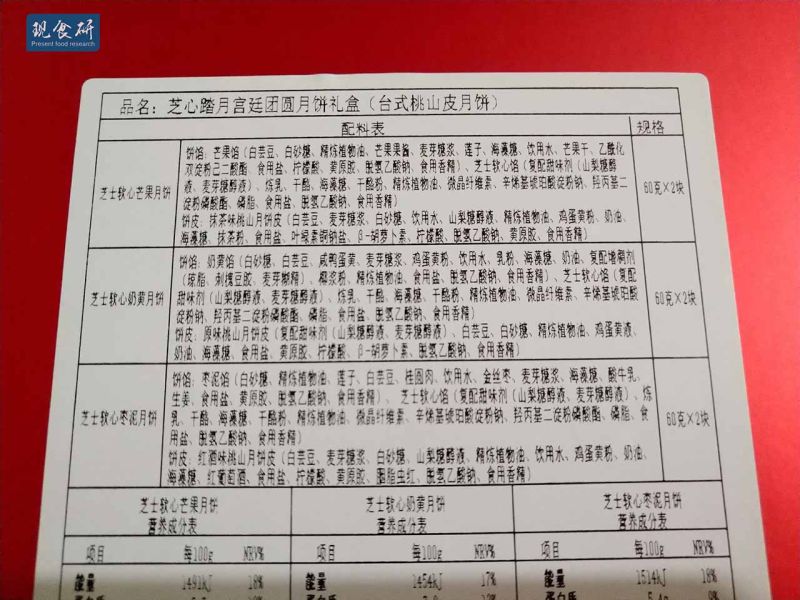 现食研
Present food research
品名：芝心踏月宫廷团圆月饼礼盒（台式桃山皮月饼）
配料表 规格
芝士软心芒果月饼
饼馅：芒果馅（白芸豆、白砂糖、精炼植物油、芒果果酱、麦芽糖浆、莲子、海藻糖、饮用水、芒果干、乙酰化
双淀粉己二酸酯、食用盐、柠檬酸、黄原胶、脱氢乙酸钠、食用香精）、芝士软心馅（复配甜味剂（山梨糖醇
液、麦芽糖醇液）、炼乳、干酪、海藻糖、干酪粉、精炼植物油、微晶纤维素、辛烯基琥珀酸淀粉钠、羟丙基二
淀粉磷酸酯、磷脂、食用盐、脱氢乙酸钠、食用香精）
饼皮：抹茶味桃山月饼皮（白芸豆、麦芽糖浆、白砂糖、饮用水、山梨糖醇液、精炼植物油、鸡蛋黄粉、奶油、
海藻糖、抹茶粉、食用盐、叶绿素铜钠盐、β-胡萝卜素、柠檬酸、脱氢乙酸钠、黄原胶、食用香精）
60克×2块
芝士软心奶黄月饼
饼馅：奶黄馅（白砂糖、白芸豆、咸鸭蛋黄、麦芽糖浆、鸡蛋黄粉、饮用水、乳粉、海藻糖、奶油、复配增稠剂
（琼脂、刺槐豆胶、麦芽糊精）、椰浆粉、精炼植物油、食用盐、脱氢乙酸钠、食用香精）、芝士软心馅（复配
甜味剂（山梨糖醇液、麦芽糖醇液）、炼乳、干酪、海藻糖、干酪粉、精炼植物油、微晶纤维素、辛烯基琥珀酸
淀粉钠、羟丙基二淀粉磷酸酯、磷脂、食用盐、脱氢乙酸钠、食用香精）
饼皮：原味桃山月饼皮（复配甜味剂（山梨糖醇液、麦芽糖醇液）、白芸豆、白砂糖、精炼植物油、鸡蛋黄液、
奶油、海藻糖、食用盐、黄原胶、柠檬酸、β-胡萝卜素、脱氢乙酸钠、食用香精）
60克×2块
芝士软心枣泥月饼
饼馅：枣泥馅（白砂糖、精炼植物油、莲子、白芸豆、桂圆肉、饮用水、金丝枣、麦芽糖浆、海藻糖、酸牛乳、
生姜、食用盐、黄原胶、脱氢乙酸钠、食用香精）、芝士软心馅（复配甜味剂（山梨糖醇液、麦芽糖醇液）、炼
乳、干酪、海藻糖、干酪粉、精炼植物油、微晶纤维素、辛烯基琥珀酸淀粉钠、羟丙基二淀粉磷酸酯、磷脂、食
用盐、脱氢乙酸钠、食用香精）
饼皮：红酒味桃山月饼皮（白芸豆、麦芽糖浆、白砂糖、山梨糖醇液、精炼植物油、饮用水、鸡蛋黄粉、奶油、
海藻糖、红葡萄酒、食用盐、柠檬酸、黄原胶、胭脂虫红、脱氢乙酸钠、食用香精）
60克×2块
芝士软心芒果月饼 芝士软心奶黄月饼 芝士软心枣泥月饼
营养成分表 营养成分表 营养成分表
项目 每100g NRV% 项目 每100g NRV% 项目 每100g NRV%
能量 1491kJ 18% 能量 1454kJ 17% 能量 1514kJ 18%